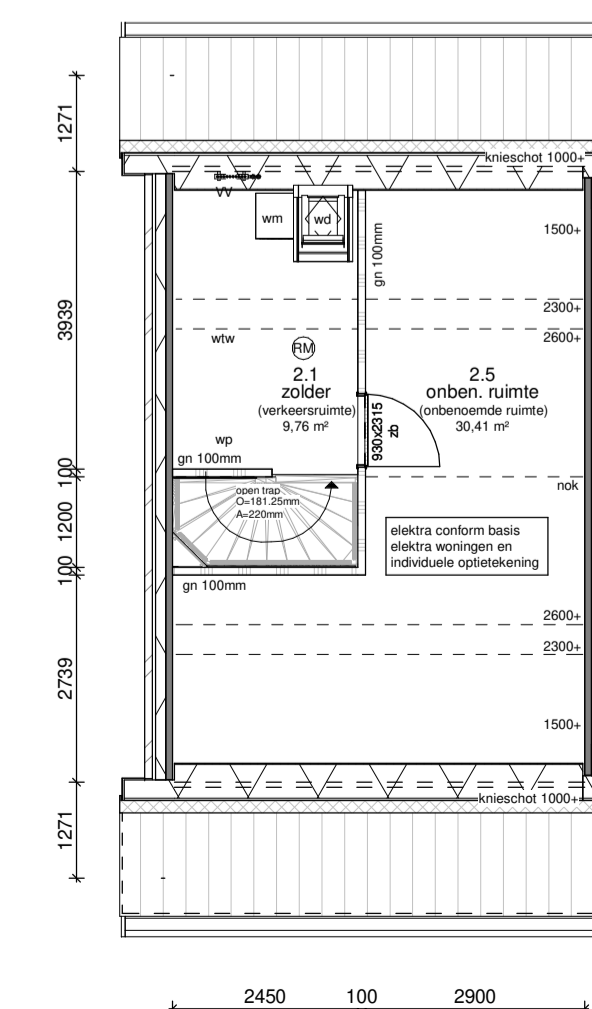 1271
knieschot 1000+
VV
wm
wd
1500+
gn 100mm
2300+
3939
2600+
wtw
RM
2.1
zolder
(verkeersruimte)
9,76 m²
2.5
onben. ruimte
(onbenoemde ruimte)
30,41 m²
930x2315
zb
wp
gn 100mm
100
nok
open trap
O=181.25mm
A=220mm
1200
elektra conform basis
elektra woningen en
individuele optietekening
100
gn 100mm
2600+
2300+
2739
1500+
knieschot 1000+
1271
2450
100
2900